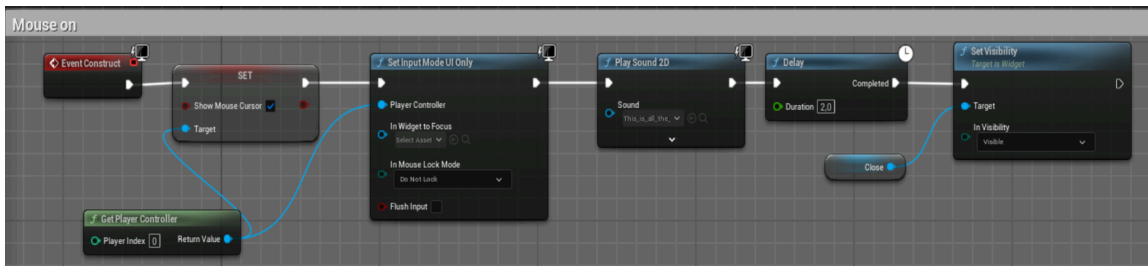 Mouse on
Event Construct
SET
Show Mouse Cursor
Target
Get Player Controller
Player Index 0
Return Value
Set Input Mode UI Only
Player Controller
In Widget to Focus
Select Asset
In Mouse Lock Mode
Do Not Lock
Flush Input
Play Sound 2D
Sound
This_is_all_the_
Delay
Completed
Duration 2.0
Close
Set Visibility
Target is Widget
Target
In Visibility
Visible